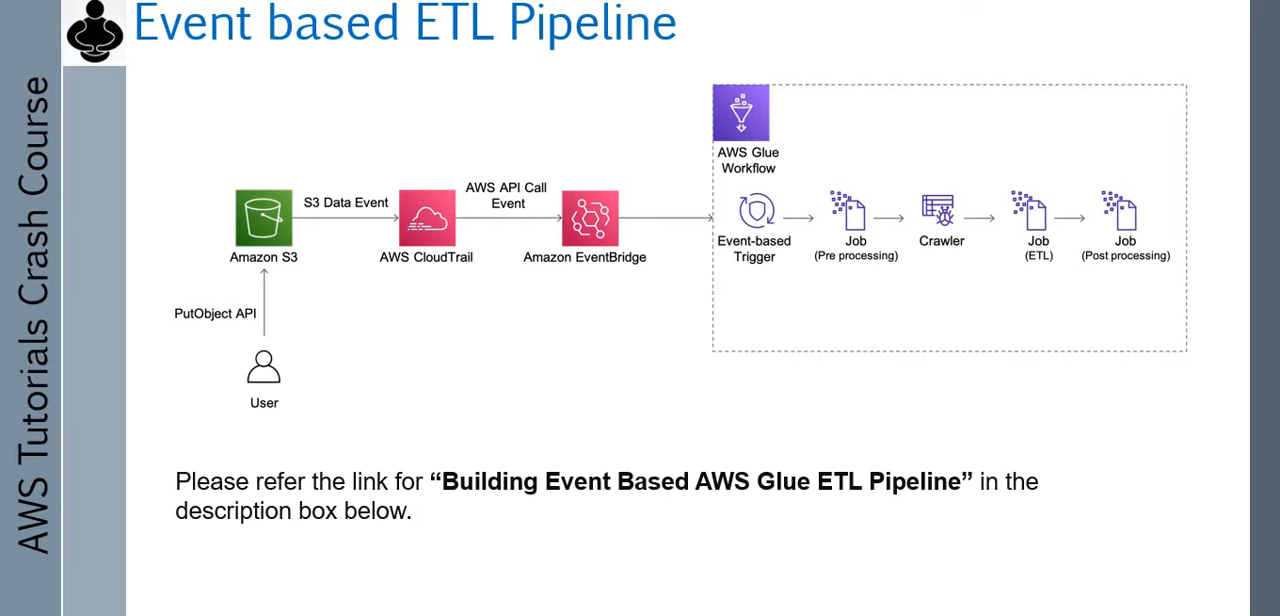 Event based ETL Pipeline
AWS Tutorials Crash Course
AWS Glue
Workflow
S3 Data Event
AWS API Call
Event
Amazon S3
AWS CloudTrail
Amazon EventBridge
Event-based
Trigger
Job
(Pre processing)
Crawler
Job
(ETL)
Job
(Post processing)
PutObject API
User
Please refer the link for “Building Event Based AWS Glue ETL Pipeline” in the
description box below.